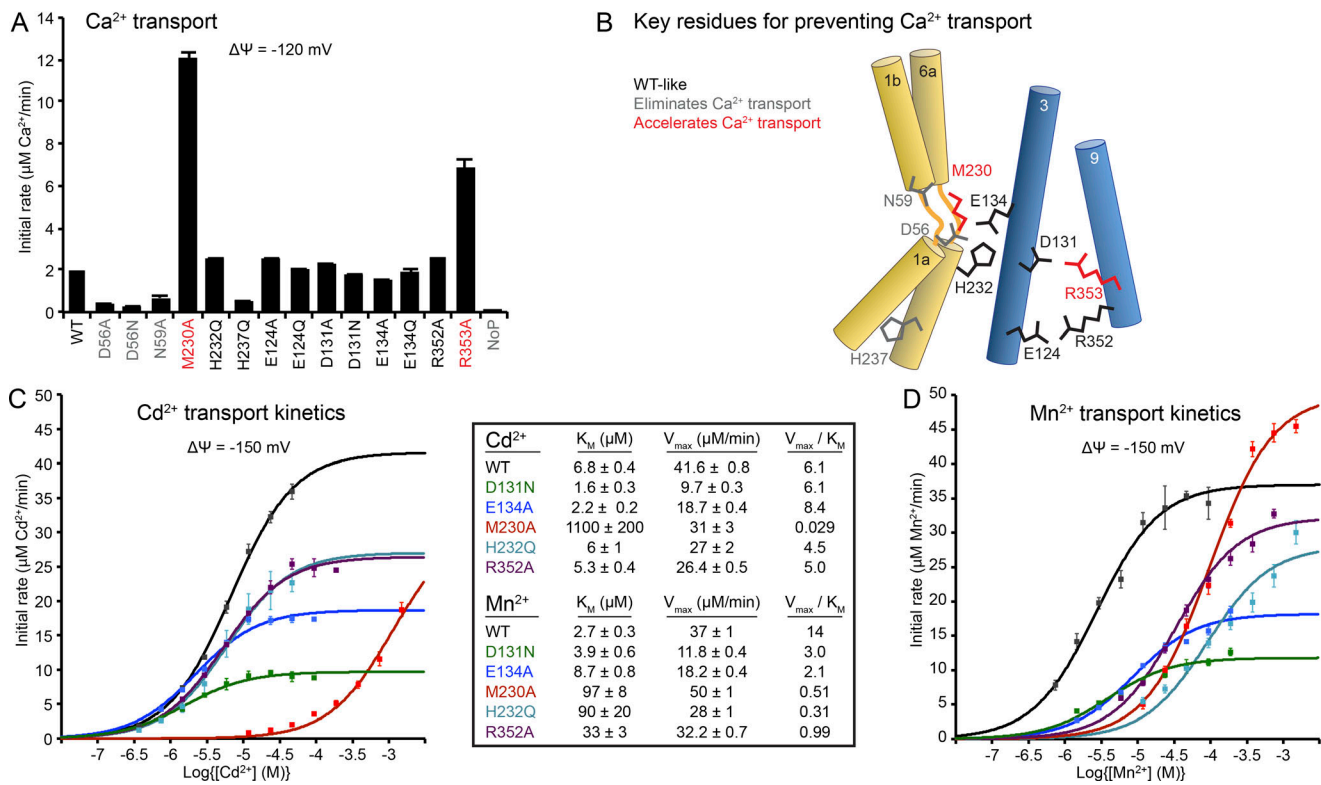 A
Ca²⁺ transport
ΔΨ = -120 mV
Initial rate (µM Ca²⁺/min)
14
12
10
8
6
4
2
0
WT
D56A
D56N
N59A
M230A
H232Q
H237Q
E124A
E124Q
D131A
D131N
E134A
E134Q
R352A
R353A
NoP
B
Key residues for preventing Ca²⁺ transport
WT-like
Eliminates Ca²⁺ transport
Accelerates Ca²⁺ transport
1b
6a
3
9
M230
N59
E134
D56
D131
1a
H232
R353
H237
E124
R352
C
Cd²⁺ transport kinetics
ΔΨ = -150 mV
Initial rate (µM Cd²⁺/min)
50
45
40
35
30
25
20
15
10
5
0
-7 -6.5 -6 -5.5 -5 -4.5 -4 -3.5 -3
Log{[Cd²⁺] (M)}
Cd²⁺ K_M (µM) V_max (µM/min) V_max / K_M
WT 6.8 ± 0.4 41.6 ± 0.8 6.1
D131N 1.6 ± 0.3 9.7 ± 0.3 6.1
E134A 2.2 ± 0.2 18.7 ± 0.4 8.4
M230A 1100 ± 200 31 ± 3 0.029
H232Q 6 ± 1 27 ± 2 4.5
R352A 5.3 ± 0.4 26.4 ± 0.5 5.0
Mn²⁺ K_M (µM) V_max (µM/min) V_max / K_M
WT 2.7 ± 0.3 37 ± 1 14
D131N 3.9 ± 0.6 11.8 ± 0.4 3.0
E134A 8.7 ± 0.8 18.2 ± 0.4 2.1
M230A 97 ± 8 50 ± 1 0.51
H232Q 90 ± 20 28 ± 1 0.31
R352A 33 ± 3 32.2 ± 0.7 0.99
D
Mn²⁺ transport kinetics
ΔΨ = -150 mV
Initial rate (µM Mn²⁺/min)
50
45
40
35
30
25
20
15
10
5
0
-7 -6.5 -6 -5.5 -5 -4.5 -4 -3.5 -3
Log{[Mn²⁺] (M)}